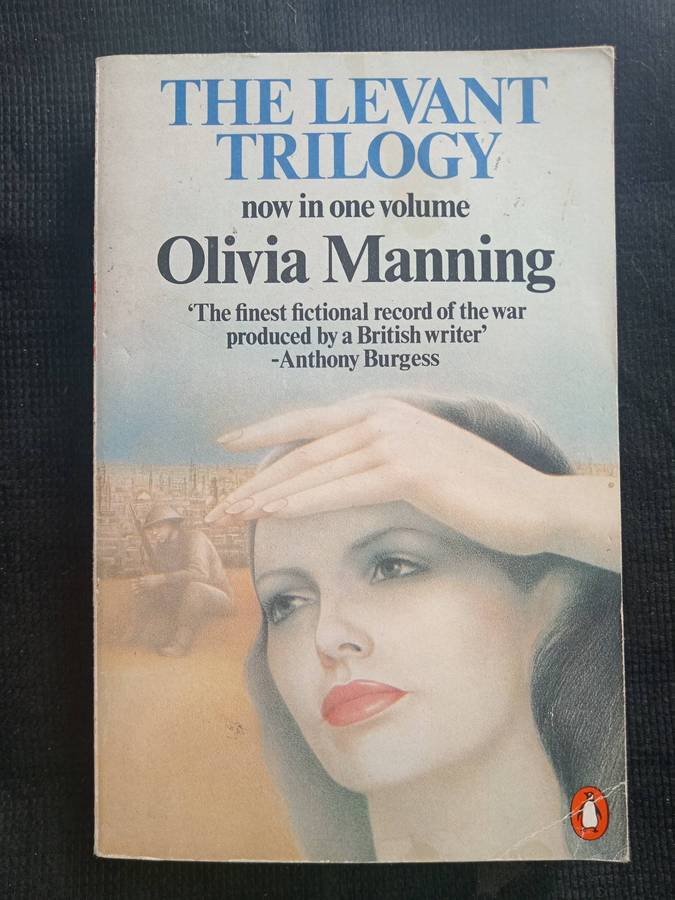 THE LEVANT
TRILOGY
now in one volume
Olivia Manning
‘The finest fictional record of the war
produced by a British writer’
-Anthony Burgess